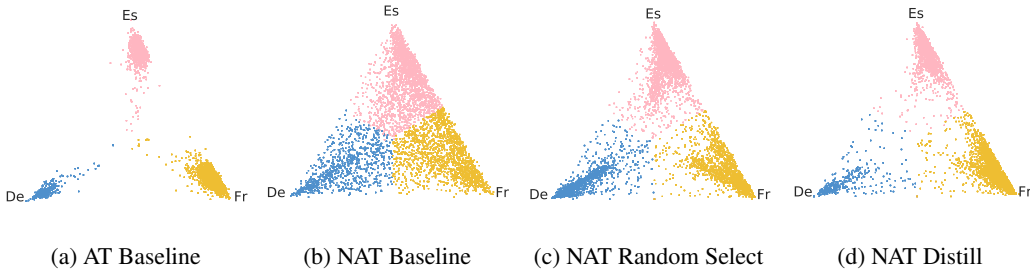 Es
De
Fr
(a) AT Baseline
Es
De
Fr
(b) NAT Baseline
Es
De
Fr
(c) NAT Random Select
Es
De
Fr
(d) NAT Distill